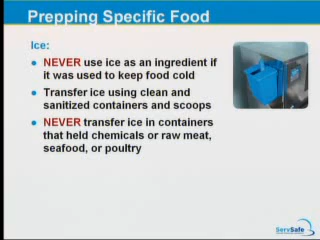 Prepping Specific Food
Ice:
NEVER use ice as an ingredient if
it was used to keep food cold
Transfer ice using clean and
sanitized containers and scoops
NEVER transfer ice in containers
that held chemicals or raw meat,
seafood, or poultry
ServSafe